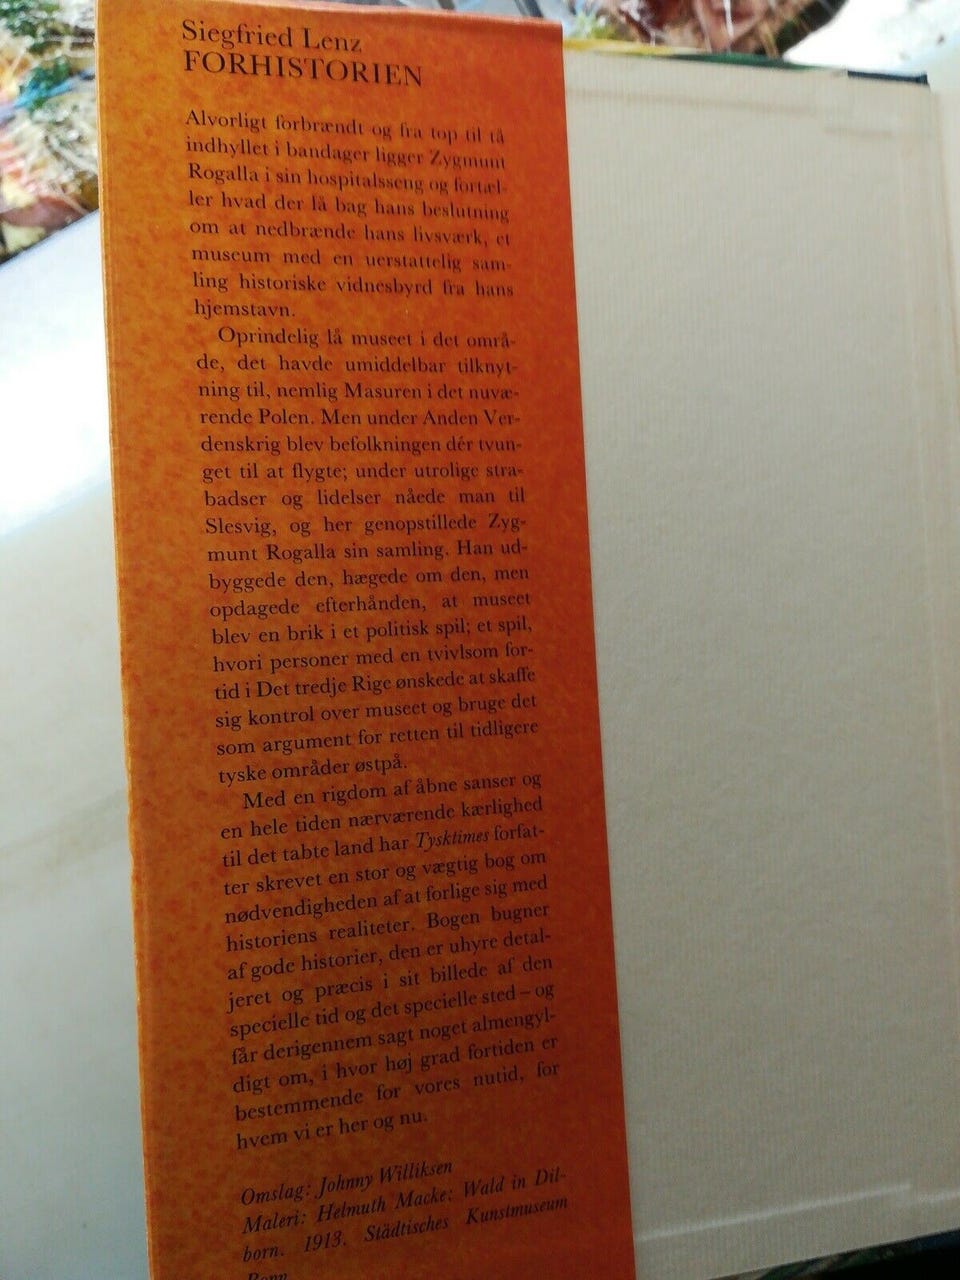 Siegfried Lenz
FORHISTORIEN
Alvorligt forbrændt og fra top til tå
indhyllet i bandager ligger Zygmunt
Rogalla i sin hospitalsseng og fortæl-
ler hvad der lå bag hans beslutning
om at nedbrænde hans livsværk, et
museum med en uerstattelig sam-
ling historiske vidnesbyrd fra hans
hjemstavn.
Oprindelig lå museet i det områ-
de, det havde umiddelbar tilknyt-
ning til, nemlig Masuren i det nuvæ-
rende Polen. Men under Anden Ver-
denskrig blev befolkningen dér tvun-
get til at flygte; under utrolige stra-
badser og lidelser nåede man til
Slesvig, og her genopstillede Zyg-
munt Rogalla sin samling. Han ud-
byggede den, hægede om den, men
opdagede efterhånden, at museet
blev en brik i et politisk spil; et spil,
hvori personer med en tvivlsom for-
tid i Det tredje Rige ønskede at skaffe
sig kontrol over museet og bruge det
som argument for retten til tidligere
tyske områder østpå.
Med en rigdom af åbne sanser og
en hele tiden nærværende kærlighed
til det tabte land har Tysktimes forfat-
ter skrevet en stor og vægtig bog om
nødvendigheden af at forlige sig med
historiens realiteter. Bogen bugner
af gode historier, den er uhyre detal-
jeret og præcis i sit billede af den
specielle tid og det specielle sted – og
får derigennem sagt noget almengyl-
digt om, i hvor høj grad fortiden er
bestemmende for vores nutid, for
hvem vi er her og nu.
Omslag: Johnny Williksen
Maleri: Helmuth Macke: Wald in Dil-
born. 1913. Städtisches Kunstmuseum
Bonn